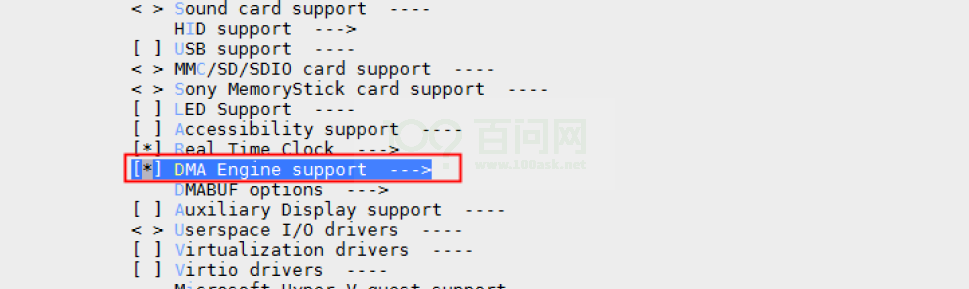 < > Sound card support  ----
    HID support  --->
[ ] USB support  ----
< > MMC/SD/SDIO card support  ----
< > Sony MemoryStick card support  ----
[ ] LED Support  ----
[ ] Accessibility support  ----
[*] Real Time Clock  --->
[*] DMA Engine support  --->
    DMABUF options  --->
[ ] Auxiliary Display support  ----
< > Userspace I/O drivers  ----
[ ] Virtualization drivers  ----
[ ] Virtio drivers  ----
    Microsoft Hyper-V guest support
百问网
www.100ask.net